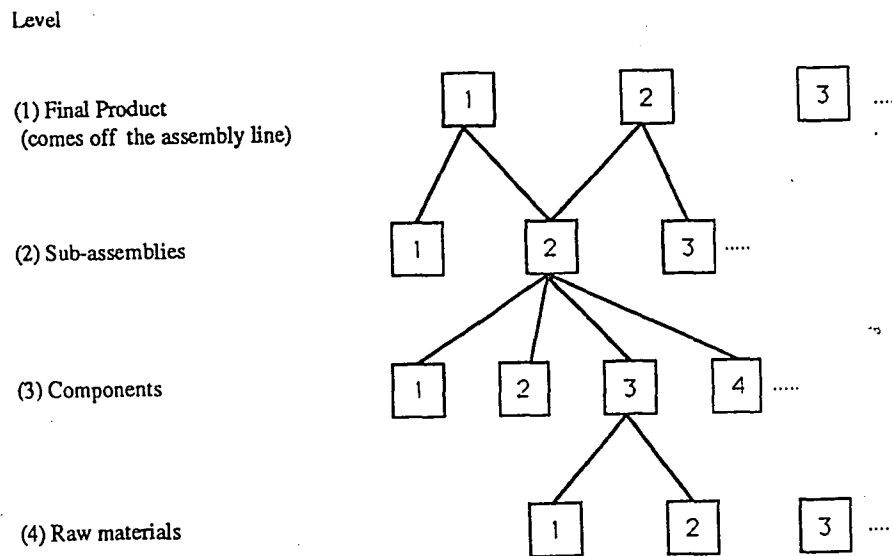 Level
(1) Final Product
(comes off the assembly line)
1 2 3 ....
(2) Sub-assemblies
1 2 3 .....
(3) Components
1 2 3 4 .....
(4) Raw materials
1 2 3 ....